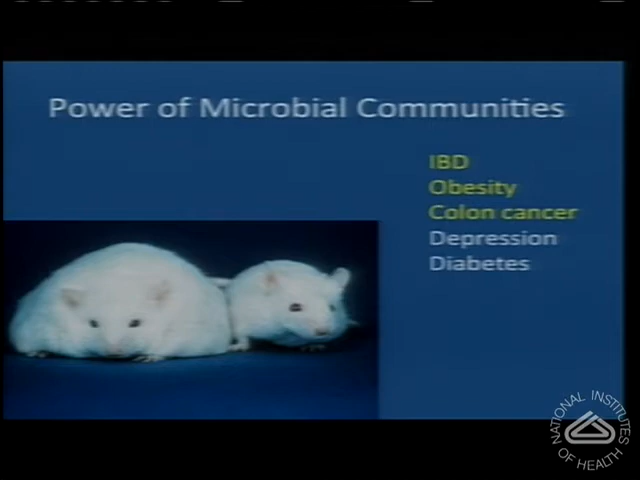 Power of Microbial Communities
IBD
Obesity
Colon cancer
Depression
Diabetes
NATIONAL INSTITUTES
OF HEALTH